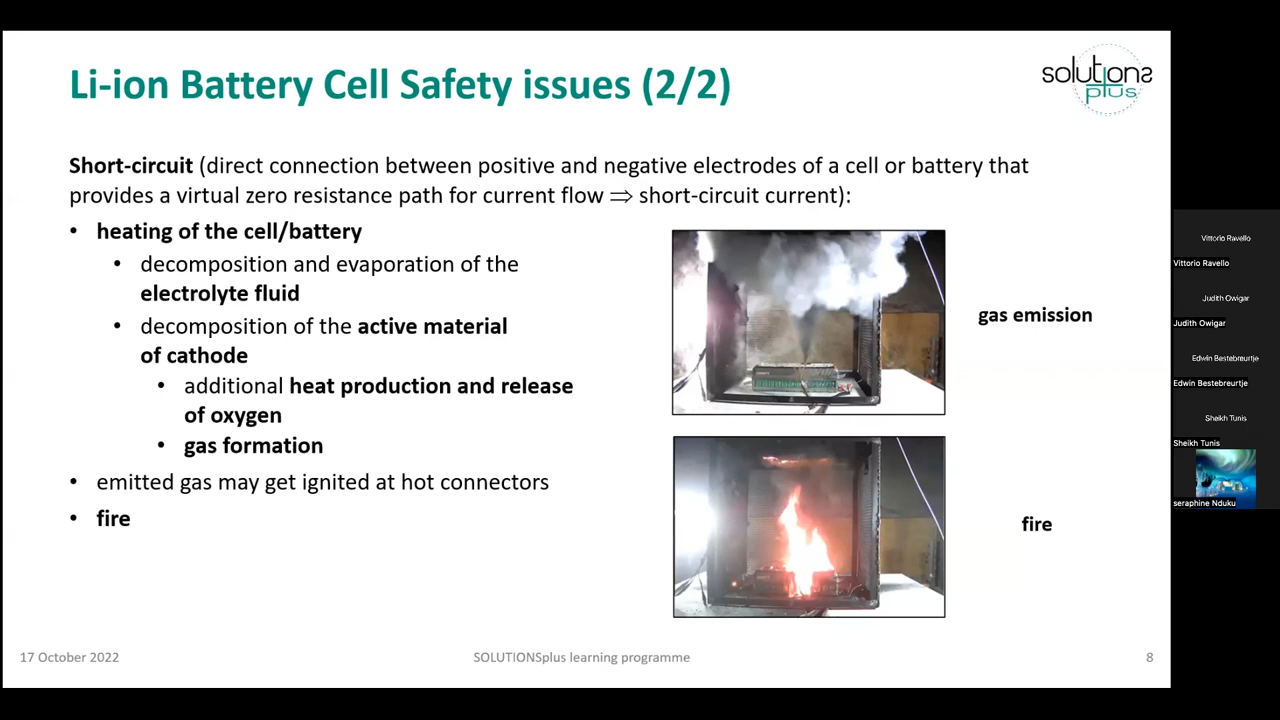 Li-ion Battery Cell Safety issues (2/2)
solutions
plus
Short-circuit (direct connection between positive and negative electrodes of a cell or battery that
provides a virtual zero resistance path for current flow ⇒ short-circuit current):
• heating of the cell/battery
• decomposition and evaporation of the
electrolyte fluid
• decomposition of the active material
of cathode
• additional heat production and release
of oxygen
• gas formation
• emitted gas may get ignited at hot connectors
• fire
gas emission
fire
17 October 2022
SOLUTIONSplus learning programme
8
Vittorio Ravello
Vittorio Ravello
Judith Owigar
Judith Owigar
Edwin Bestebreurtje
Edwin Bestebreurtje
Sheikh Tunis
Sheikh Tunis
seraphine Nduku